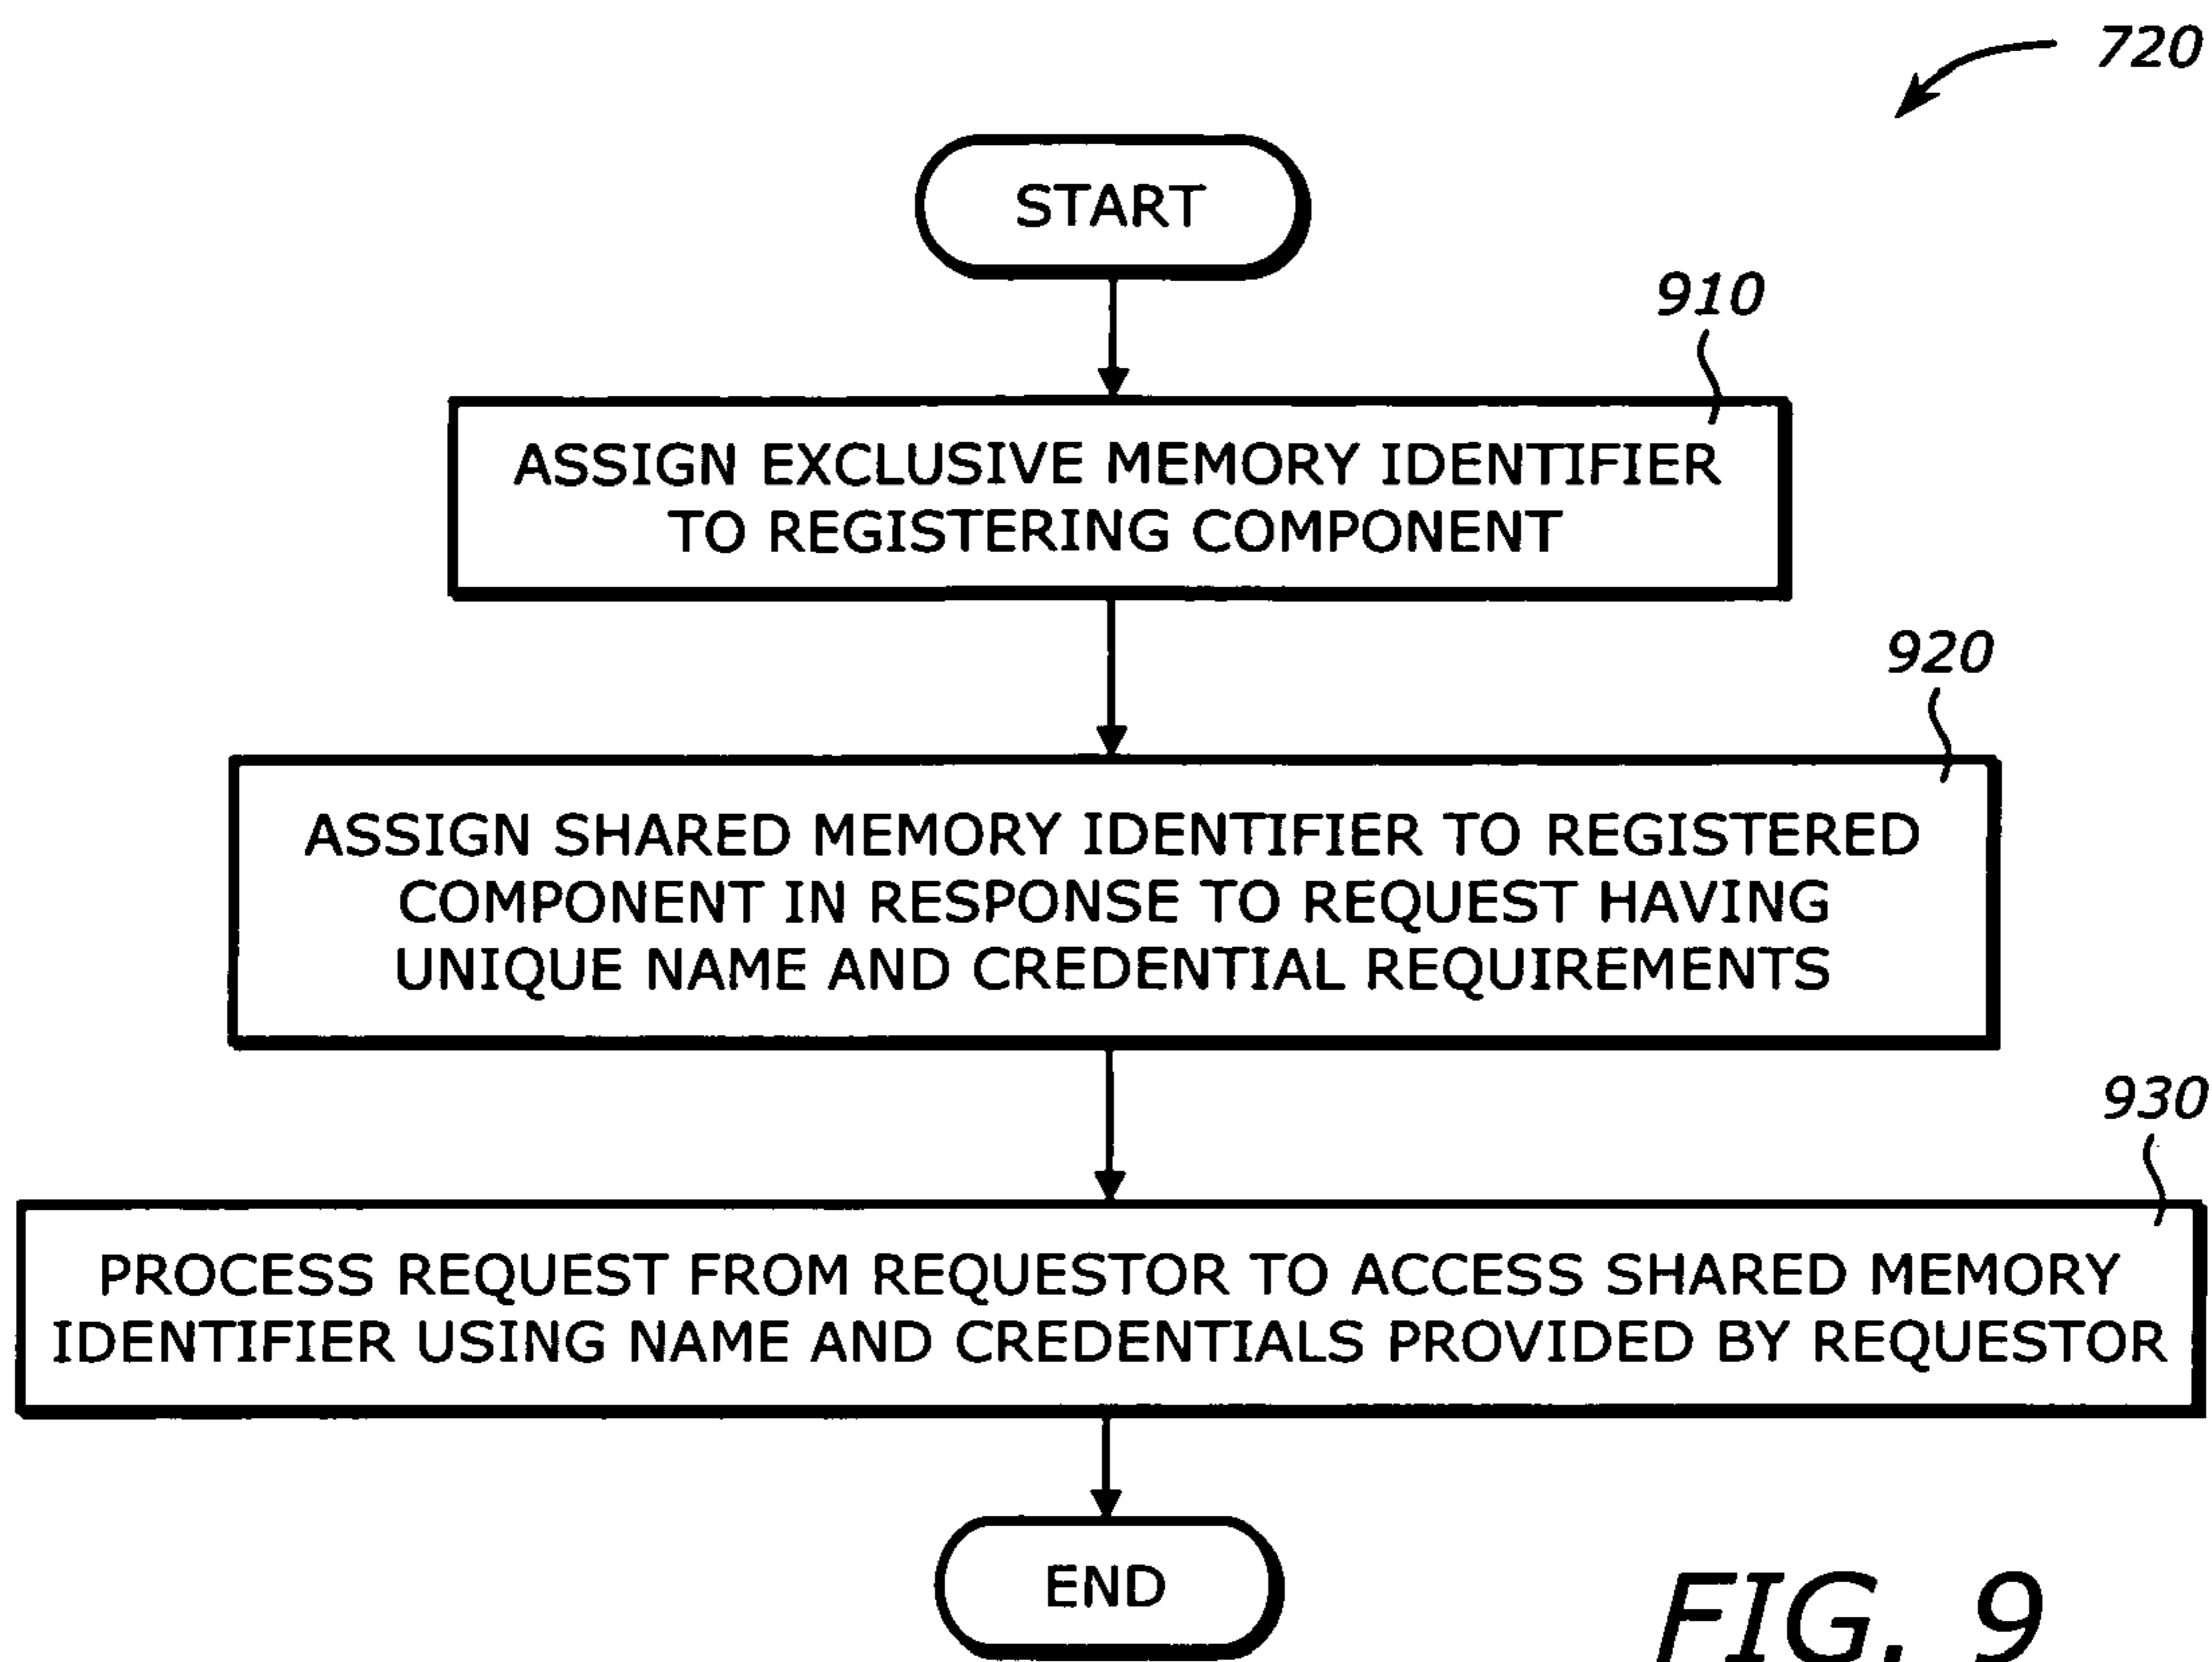 720
START
910
ASSIGN EXCLUSIVE MEMORY IDENTIFIER
TO REGISTERING COMPONENT
920
ASSIGN SHARED MEMORY IDENTIFIER TO REGISTERED
COMPONENT IN RESPONSE TO REQUEST HAVING
UNIQUE NAME AND CREDENTIAL REQUIREMENTS
930
PROCESS REQUEST FROM REQUESTOR TO ACCESS SHARED MEMORY
IDENTIFIER USING NAME AND CREDENTIALS PROVIDED BY REQUESTOR
END
FIG. 9